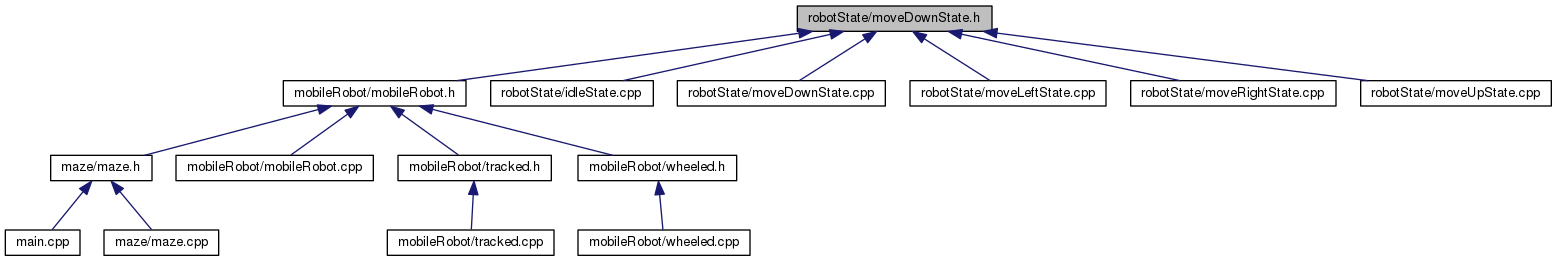 robotState/moveDownState.h
mobileRobot/mobileRobot.h
robotState/idleState.cpp
robotState/moveDownState.cpp
robotState/moveLeftState.cpp
robotState/moveRightState.cpp
robotState/moveUpState.cpp
maze/maze.h
mobileRobot/mobileRobot.cpp
mobileRobot/tracked.h
mobileRobot/wheeled.h
main.cpp
maze/maze.cpp
mobileRobot/tracked.cpp
mobileRobot/wheeled.cpp